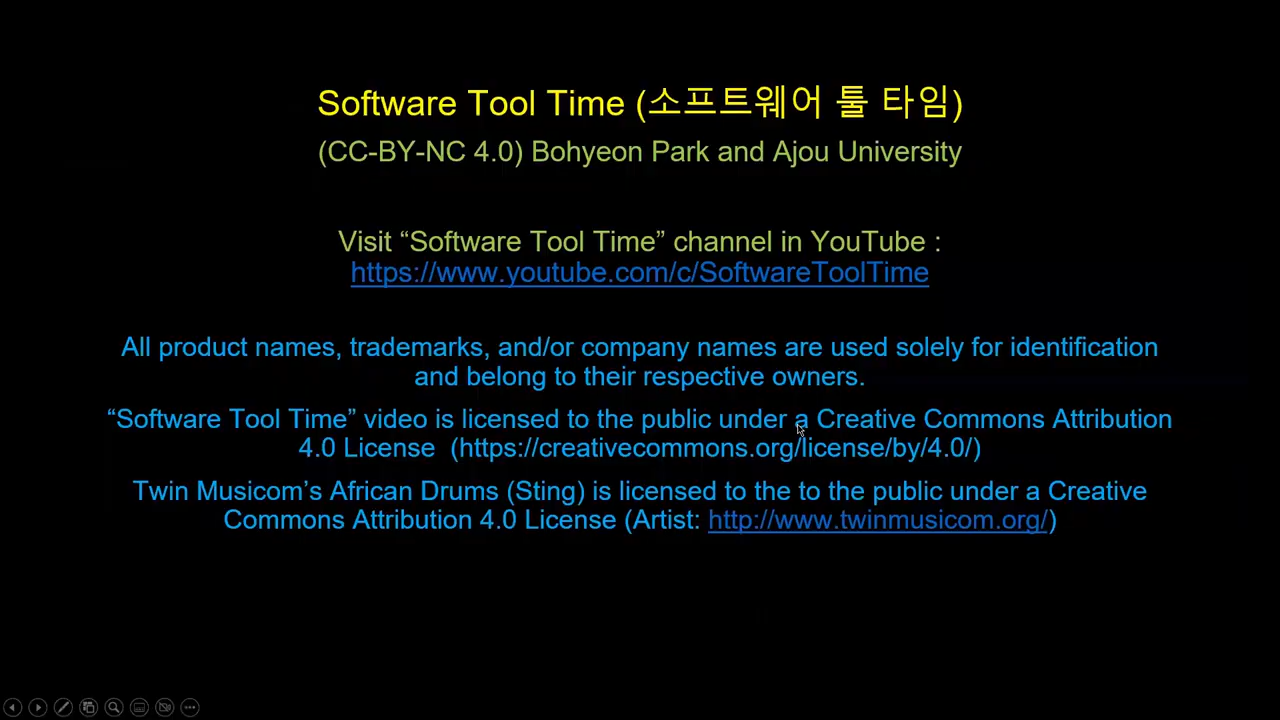 Software Tool Time (소프트웨어 툴 타임)
(CC-BY-NC 4.0) Bohyeon Park and Ajou University
Visit “Software Tool Time” channel in YouTube :
https://www.youtube.com/c/SoftwareToolTime
All product names, trademarks, and/or company names are used solely for identification
and belong to their respective owners.
“Software Tool Time” video is licensed to the public under a Creative Commons Attribution
4.0 License (https://creativecommons.org/license/by/4.0/)
Twin Musicom’s African Drums (Sting) is licensed to the to the public under a Creative
Commons Attribution 4.0 License (Artist: http://www.twinmusicom.org/)